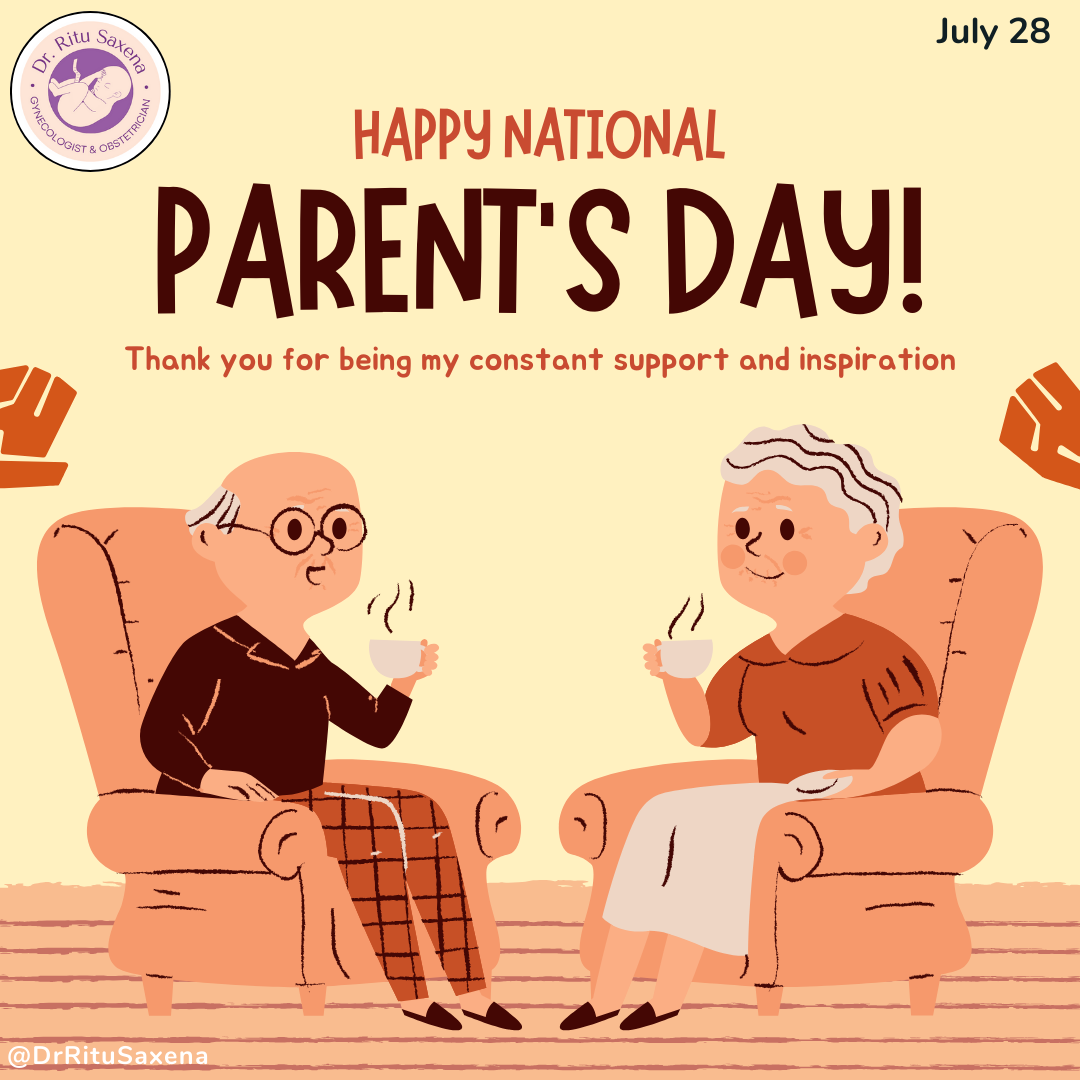 Dr. Ritu Saxena
GYNECOLOGIST & OBSTETRICIAN
July 28
HAPPY NATIONAL
PARENT'S DAY!
Thank you for being my constant support and inspiration
@DrRituSaxena